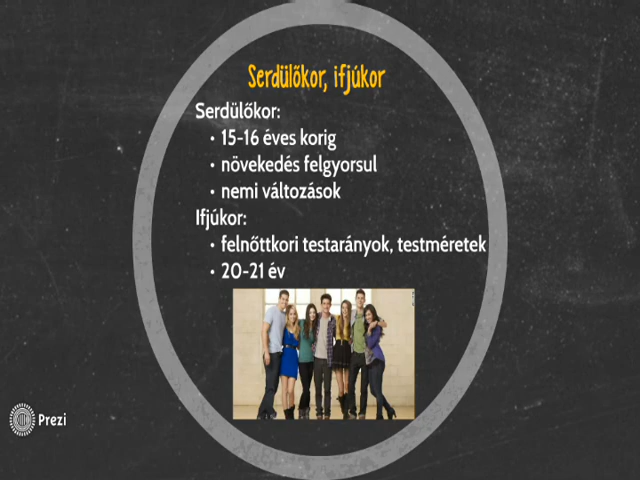 Serdülőkor, ifjúkor
Serdülőkor:
• 15-16 éves korig
• növekedés felgyorsul
• nemi változások
Ifjúkor:
• felnőttkori testarányok, testméretek
• 20-21 év
Prezi